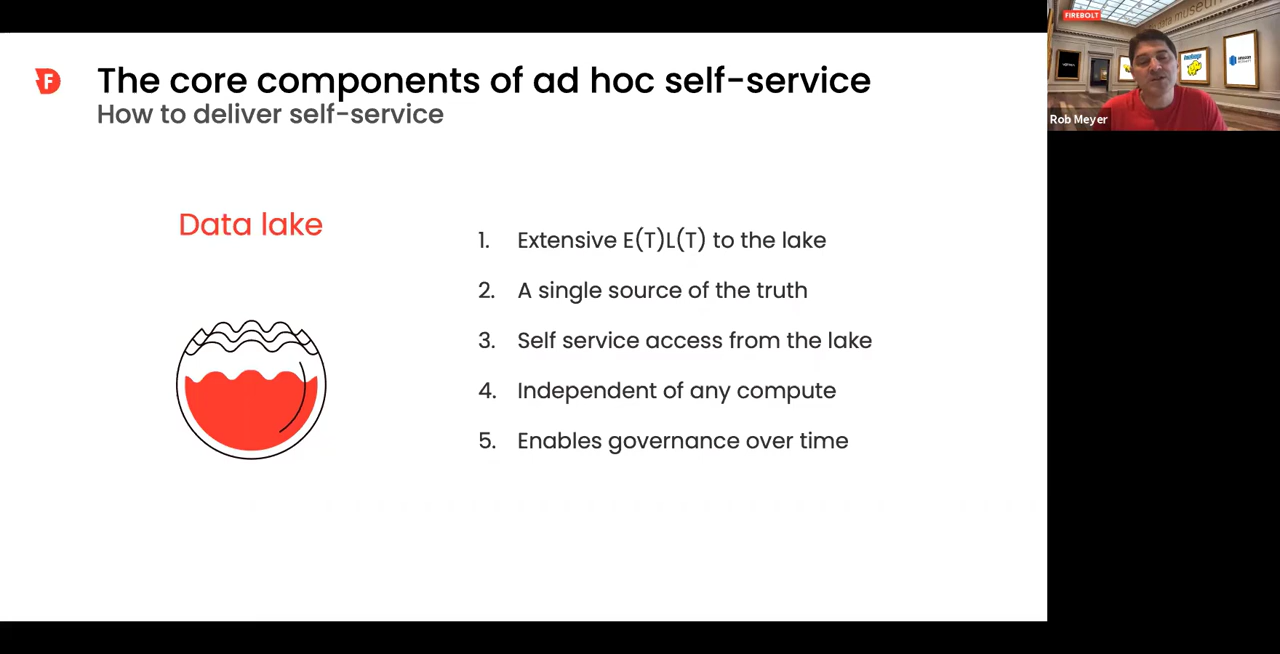 The core components of ad hoc self-service
How to deliver self-service
Data lake
1. Extensive E(T)L(T) to the lake
2. A single source of the truth
3. Self service access from the lake
4. Independent of any compute
5. Enables governance over time
F
FIREBOLT
data museum
Rob Meyer